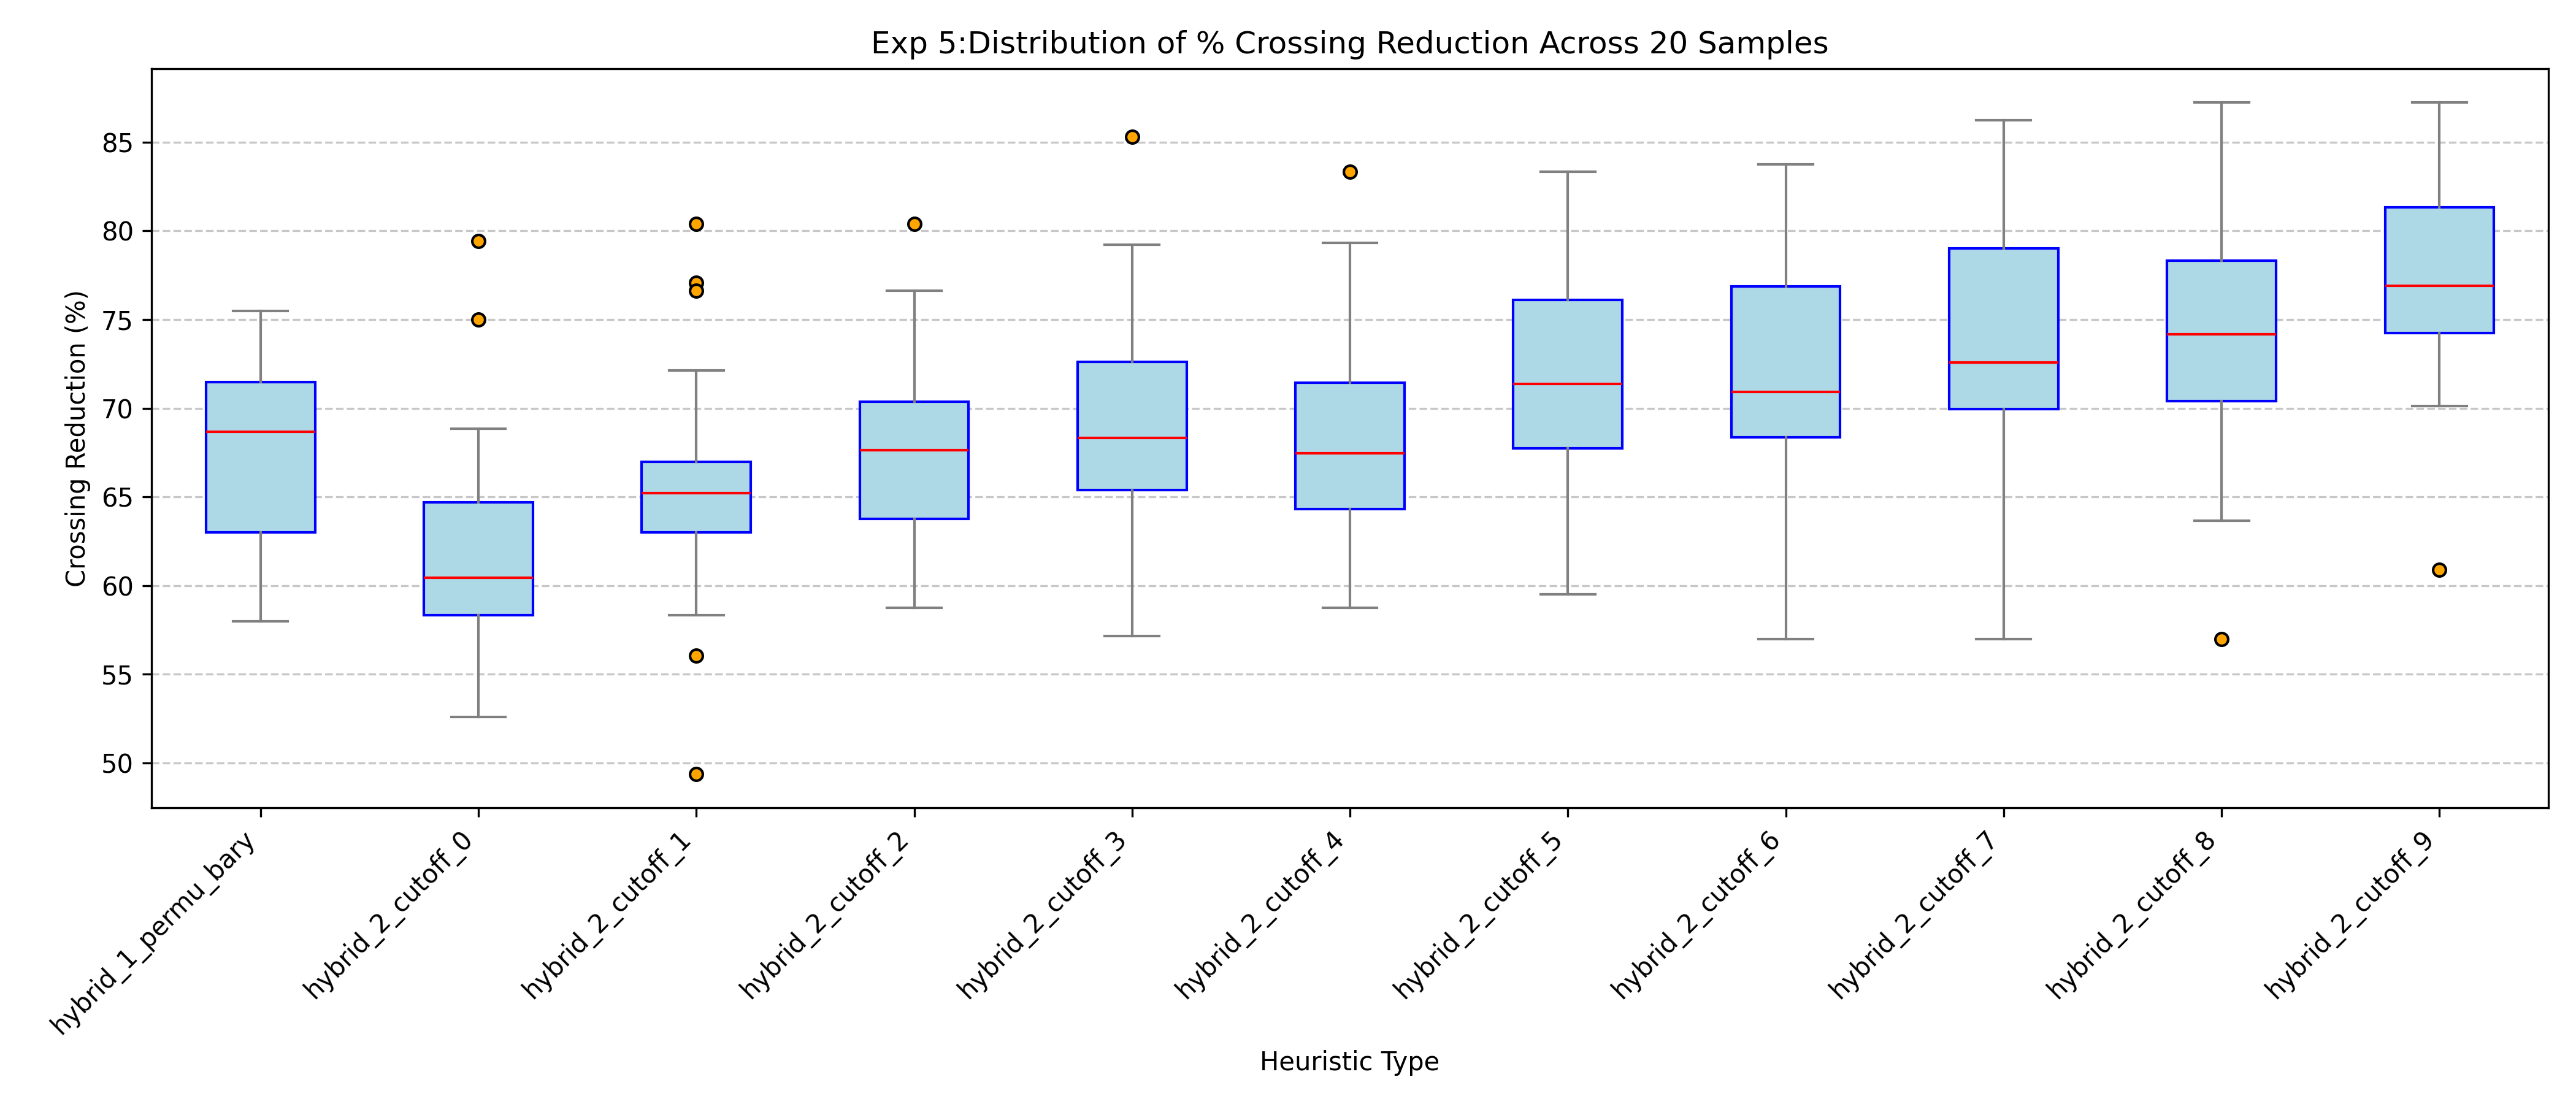 Exp 5:Distribution of % Crossing Reduction Across 20 Samples
Crossing Reduction (%)
85
80
75
70
65
60
55
50
hybrid_1_permu_bary
hybrid_2_cutoff_0
hybrid_2_cutoff_1
hybrid_2_cutoff_2
hybrid_2_cutoff_3
hybrid_2_cutoff_4
hybrid_2_cutoff_5
hybrid_2_cutoff_6
hybrid_2_cutoff_7
hybrid_2_cutoff_8
hybrid_2_cutoff_9
Heuristic Type